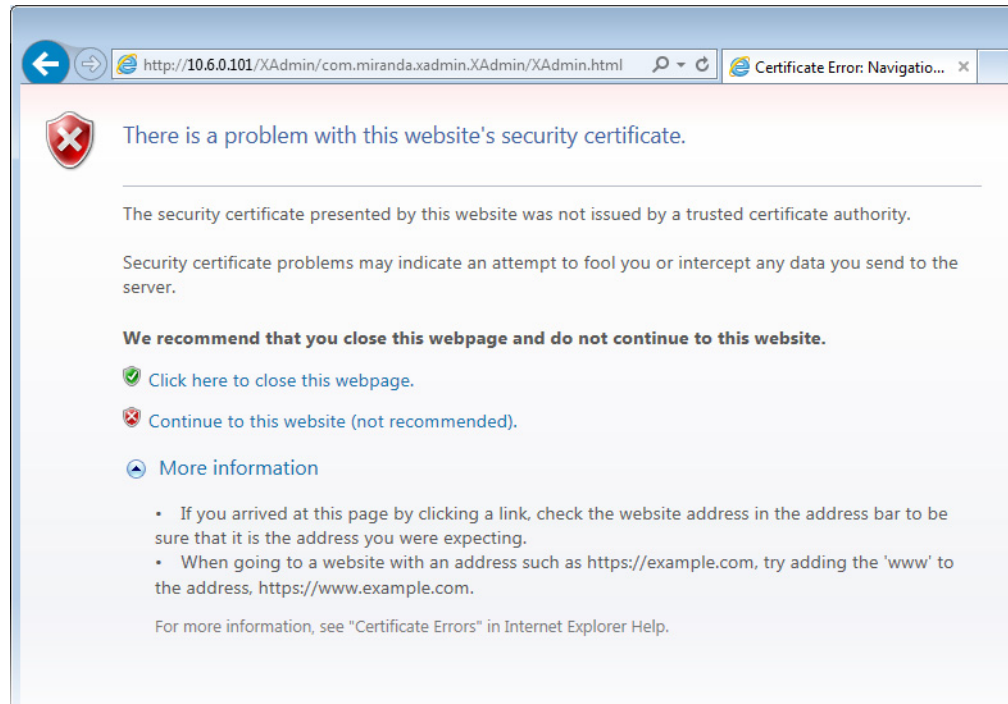 http://10.6.0.101/XAdmin/com.miranda.xadmin.XAdmin/XAdmin.html
Certificate Error: Navigatio...
There is a problem with this website's security certificate.
The security certificate presented by this website was not issued by a trusted certificate authority.
Security certificate problems may indicate an attempt to fool you or intercept any data you send to the
server.
We recommend that you close this webpage and do not continue to this website.
Click here to close this webpage.
Continue to this website (not recommended).
More information
• If you arrived at this page by clicking a link, check the website address in the address bar to be
sure that it is the address you were expecting.
• When going to a website with an address such as https://example.com, try adding the 'www' to
the address, https://www.example.com.
For more information, see "Certificate Errors" in Internet Explorer Help.